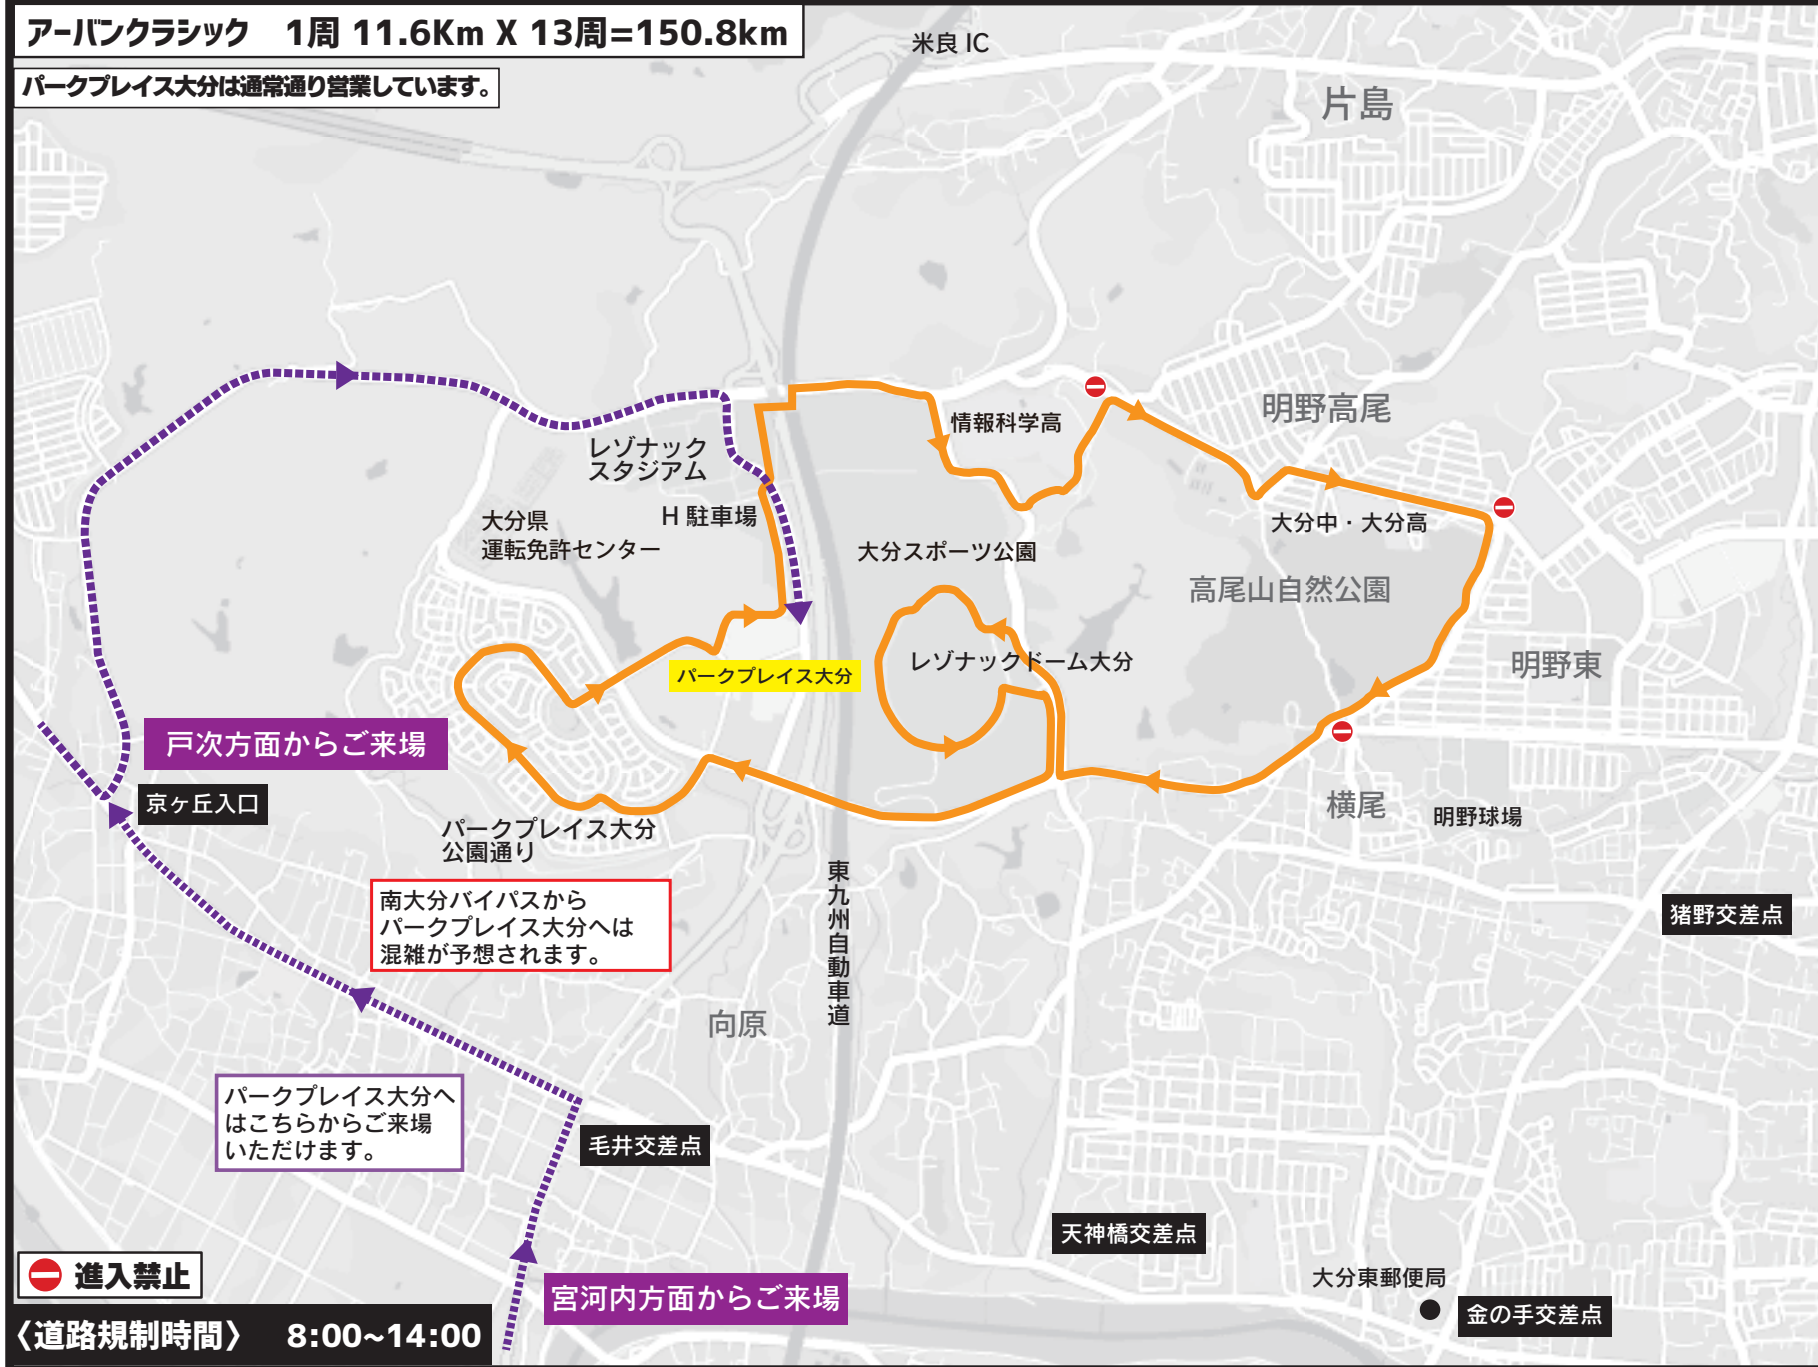 アーバンクラシック 1周 11.6Km X 13周=150.8km
パークプレイス大分は通常通り営業しています。
米良 IC
片島
明野高尾
情報科学高
レゾナック
スタジアム
H 駐車場
大分県
運転免許センター
大分スポーツ公園
大分中・大分高
高尾山自然公園
明野東
レゾナックドーム大分
パークプレイス大分
戸次方面からご来場
京ヶ丘入口
横尾
明野球場
パークプレイス大分
公園通り
東九州自動車道
南大分バイパスから
パークプレイス大分へは
混雑が予想されます。
猪野交差点
向原
パークプレイス大分へ
はこちらからご来場
いただけます。
毛井交差点
天神橋交差点
大分東郵便局
金の手交差点
宮河内方面からご来場
進入禁止
〈道路規制時間〉 8:00~14:00